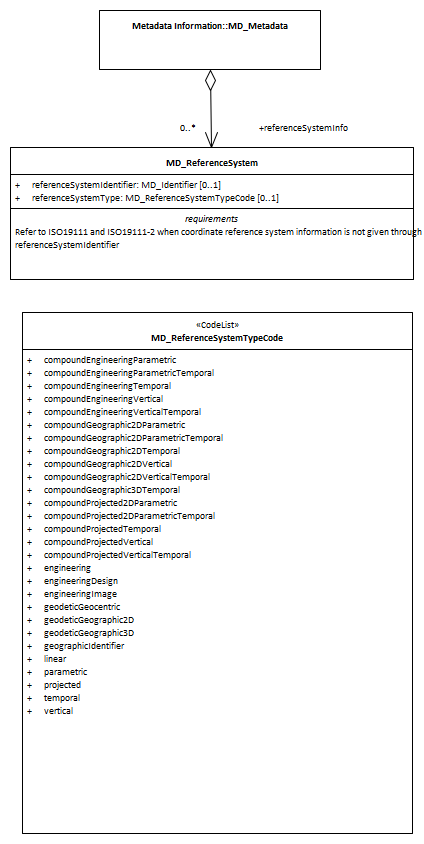 Metadata Information::MD_Metadata
0..*
+referenceSystemInfo
MD_ReferenceSystem
+ referenceSystemIdentifier: MD_Identifier [0..1]
+ referenceSystemType: MD_ReferenceSystemTypeCode [0..1]
requirements
Refer to ISO19111 and ISO19111-2 when coordinate reference system information is not given through
referenceSystemIdentifier
«CodeList»
MD_ReferenceSystemTypeCode
+ compoundEngineeringParametric
+ compoundEngineeringParametricTemporal
+ compoundEngineeringTemporal
+ compoundEngineeringVertical
+ compoundEngineeringVerticalTemporal
+ compoundGeographic2DParametric
+ compoundGeographic2DParametricTemporal
+ compoundGeographic2DTemporal
+ compoundGeographic2DVertical
+ compoundGeographic2DVerticalTemporal
+ compoundGeographic3DTemporal
+ compoundProjected2DParametric
+ compoundProjected2DParametricTemporal
+ compoundProjectedTemporal
+ compoundProjectedVertical
+ compoundProjectedVerticalTemporal
+ engineering
+ engineeringDesign
+ engineeringImage
+ geodeticGeocentric
+ geodeticGeographic2D
+ geodeticGeographic3D
+ geographicIdentifier
+ linear
+ parametric
+ projected
+ temporal
+ vertical